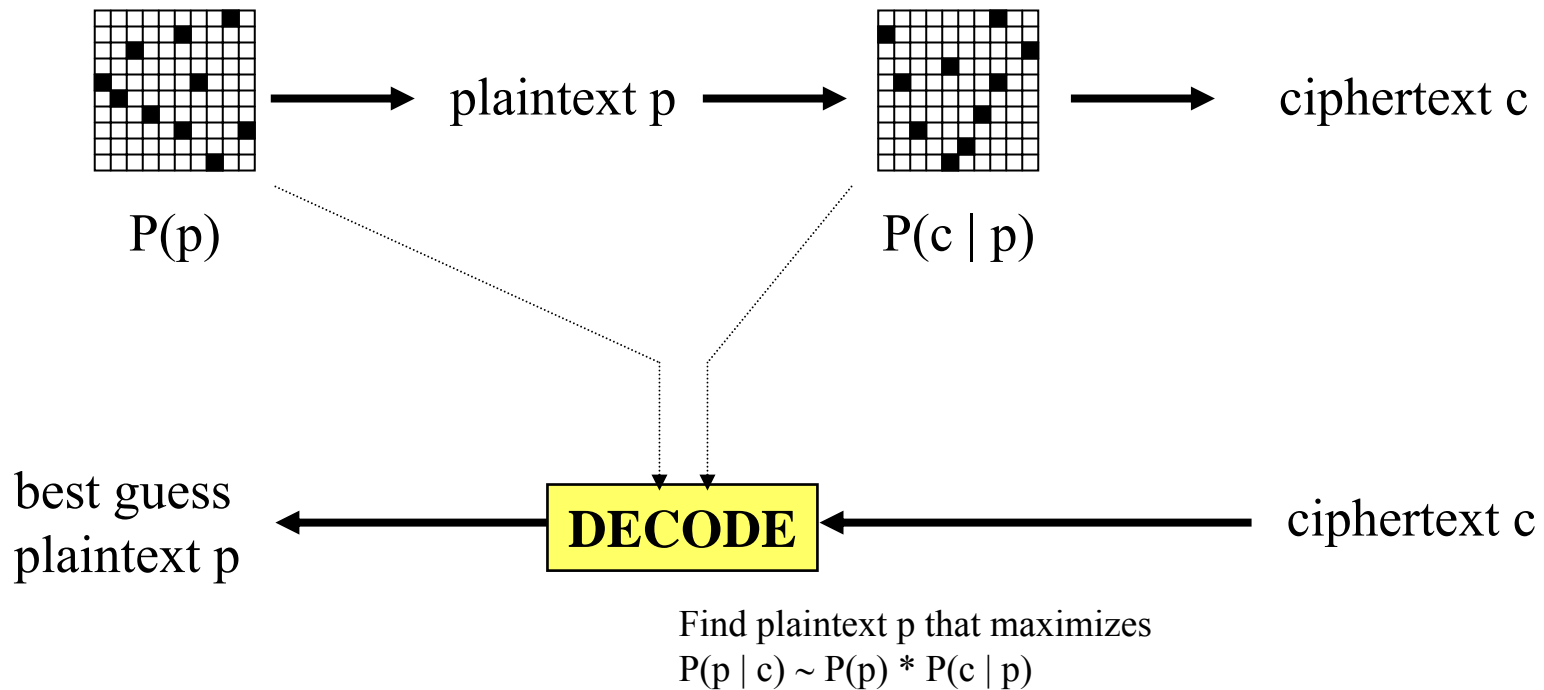 plaintext p
ciphertext c
P(p)
P(c | p)
best guess
plaintext p
DECODE
ciphertext c
Find plaintext p that maximizes
P(p | c) ~ P(p) * P(c | p)